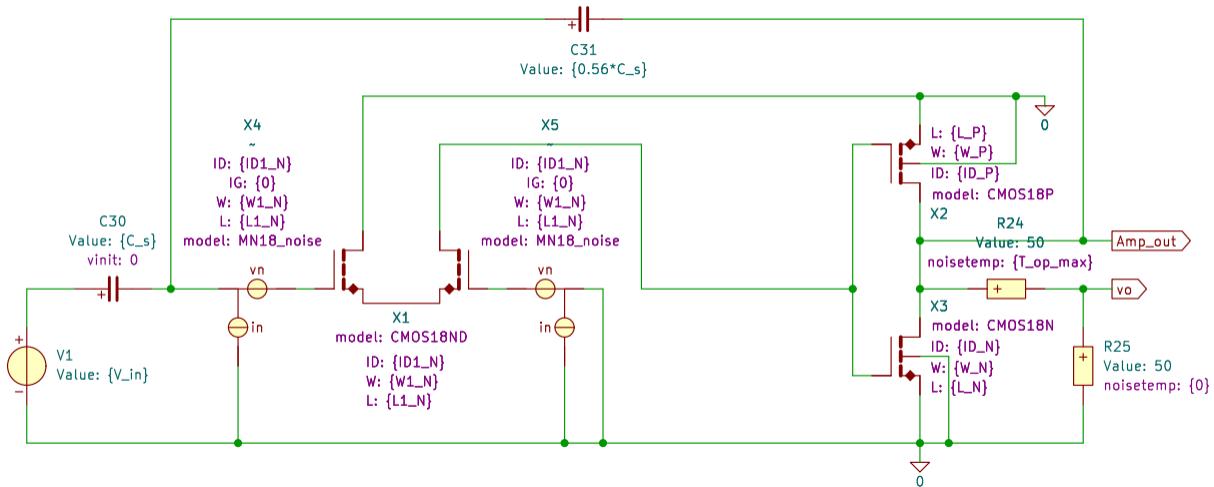 C31
Value: {0.56*C_s}
X4
~
ID: {ID1_N}
IG: {0}
W: {W1_N}
L: {L1_N}
model: MN18_noise
X5
~
ID: {ID1_N}
IG: {0}
W: {W1_N}
L: {L1_N}
model: MN18_noise
0
L: {L_P}
W: {W_P}
ID: {ID_P}
model: CMOS18P
X2
C30
Value: {C_s}
vinit: 0
R24
Value: 50
noisetemp: {T_op_max}
Amp_out
vn
in
vn
in
+
vo
X1
model: CMOS18ND
ID: {ID1_N}
W: {W1_N}
L: {L1_N}
X3
model: CMOS18N
ID: {ID_N}
W: {W_N}
L: {L_N}
V1
Value: {V_in}
+
-
R25
Value: 50
noisetemp: {0}
+
+
+
0